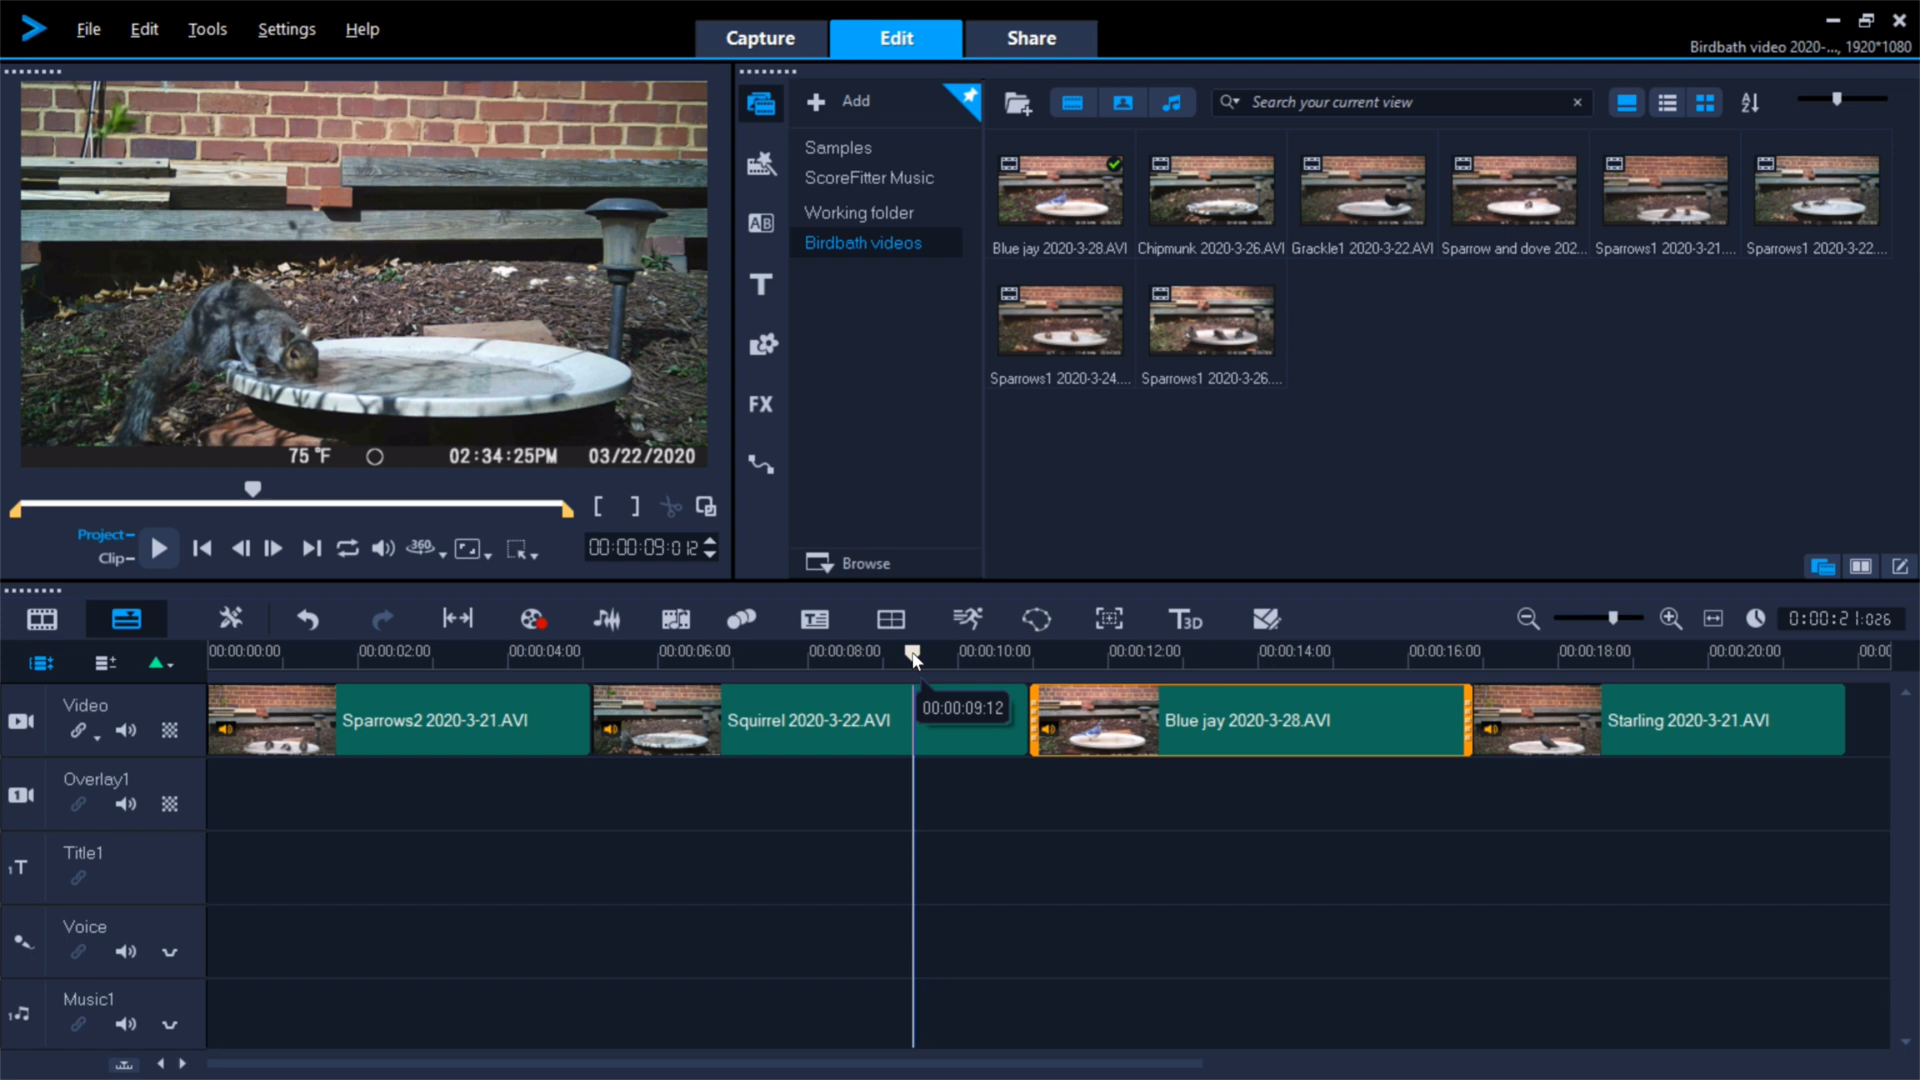 File Edit Tools Settings Help
Capture Edit Share
Birdbath video 2020-..., 1920*1080
Add
Search your current view
Samples
ScoreFitter Music
Working folder
Birdbath videos
Browse
Blue jay 2020-3-28.AVI Chipmunk 2020-3-26.AVI Grackle1 2020-3-22.AVI Sparrow and dove 202... Sparrows1 2020-3-21.... Sparrows1 2020-3-22....
Sparrows1 2020-3-24.... Sparrows1 2020-3-26....
AB
T
FX
75 °F 02:34:25PM 03/22/2020
Project
Clip
360
00:00:09:012
T3D
0:00:21:026
00:00:00:00 00:00:02:00 00:00:04:00 00:00:06:00 00:00:08:00 00:00:10:00 00:00:12:00 00:00:14:00 00:00:16:00 00:00:18:00 00:00:20:00 00:00
00:00:09:12
Video
Sparrows2 2020-3-21.AVI Squirrel 2020-3-22.AVI Blue jay 2020-3-28.AVI Starling 2020-3-21.AVI
1 Overlay1
1T Title1
Voice
1 Music1